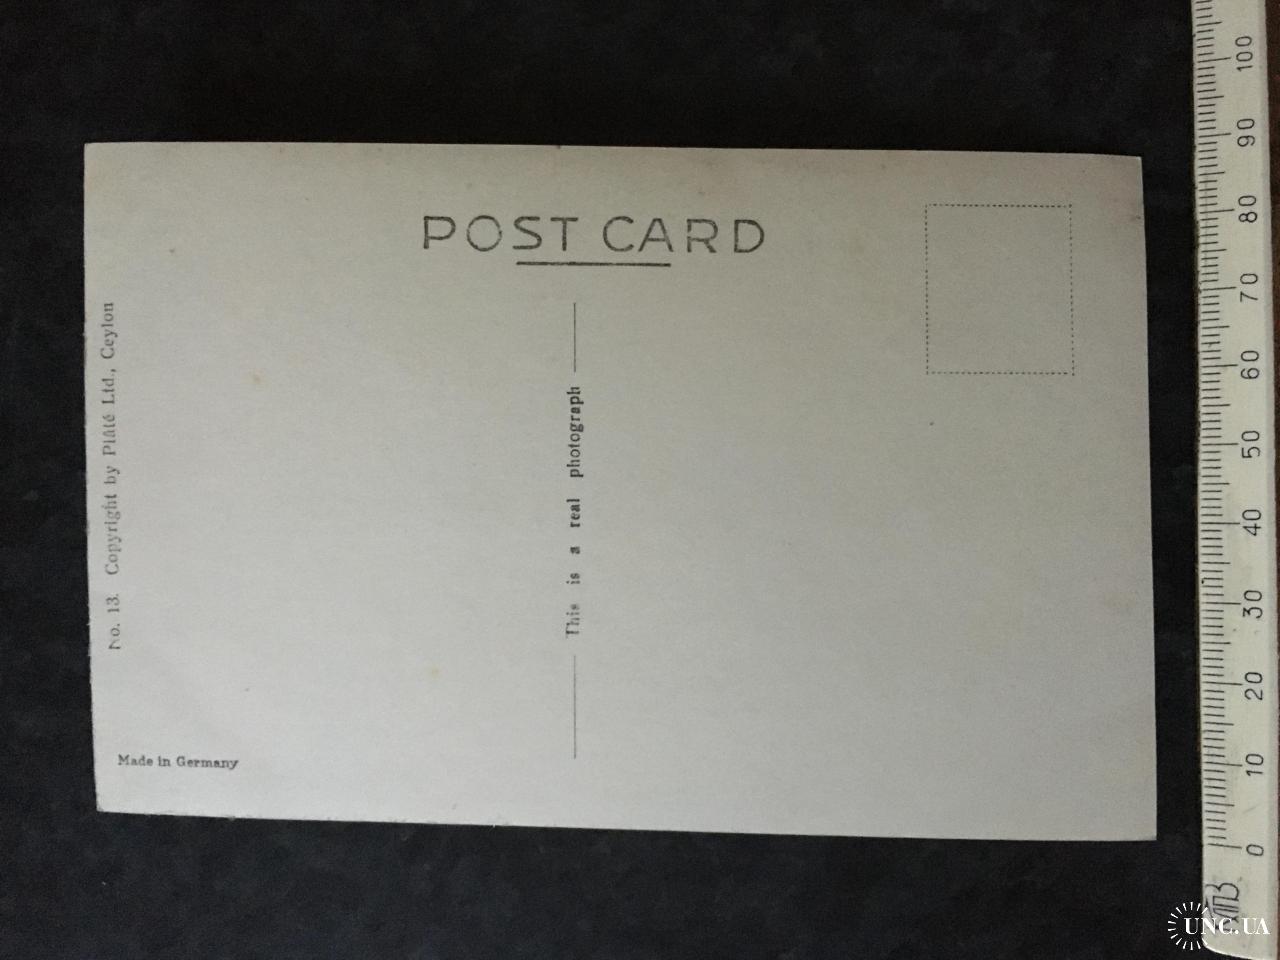 POST CARD
No. 13. Copyright by Plâté Ltd., Ceylon
This is a real photograph
Made in Germany
100
90
80
70
60
50
40
30
20
10
0
UNC.UA